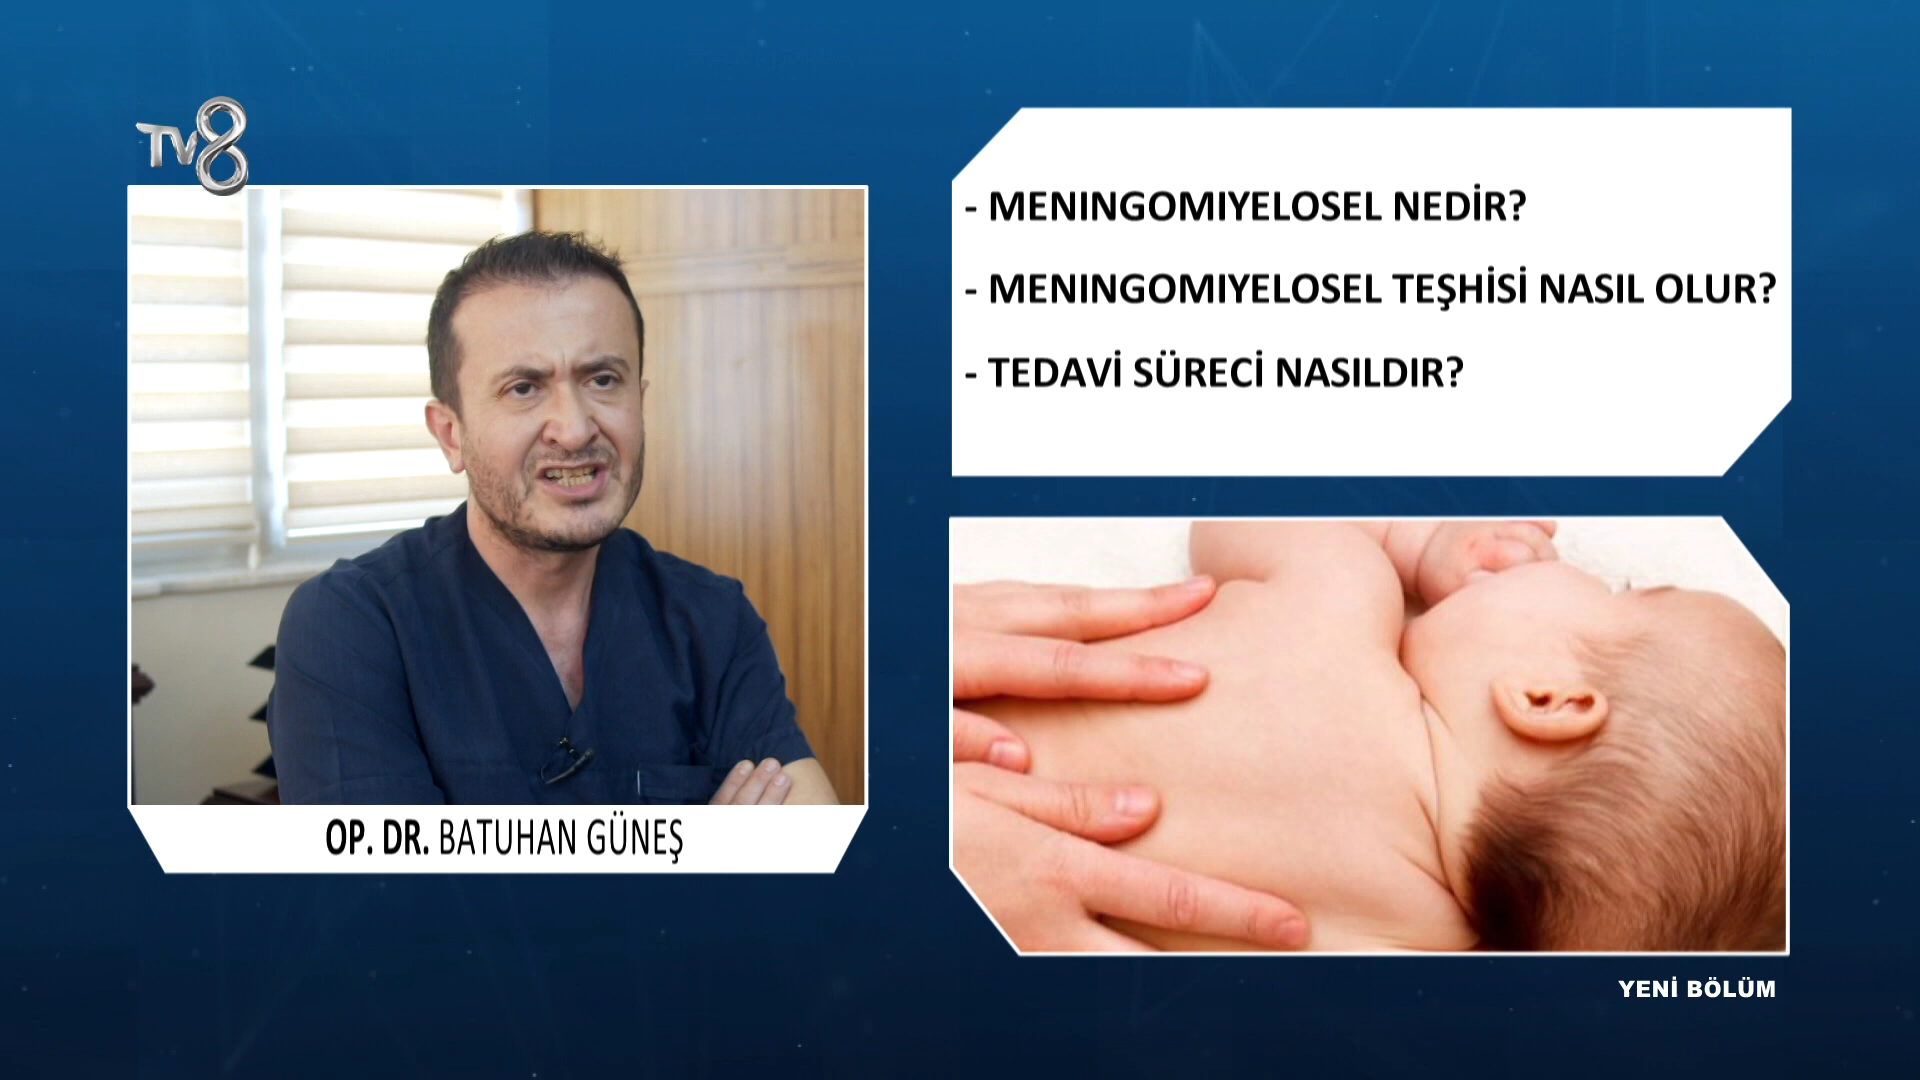 TV8
- MENINGOMIYELOSEL NEDİR?
- MENINGOMIYELOSEL TEŞHİSİ NASIL OLUR?
- TEDAVİ SÜRECİ NASILDIR?
OP. DR. BATUHAN GÜNEŞ
YENİ BÖLÜM